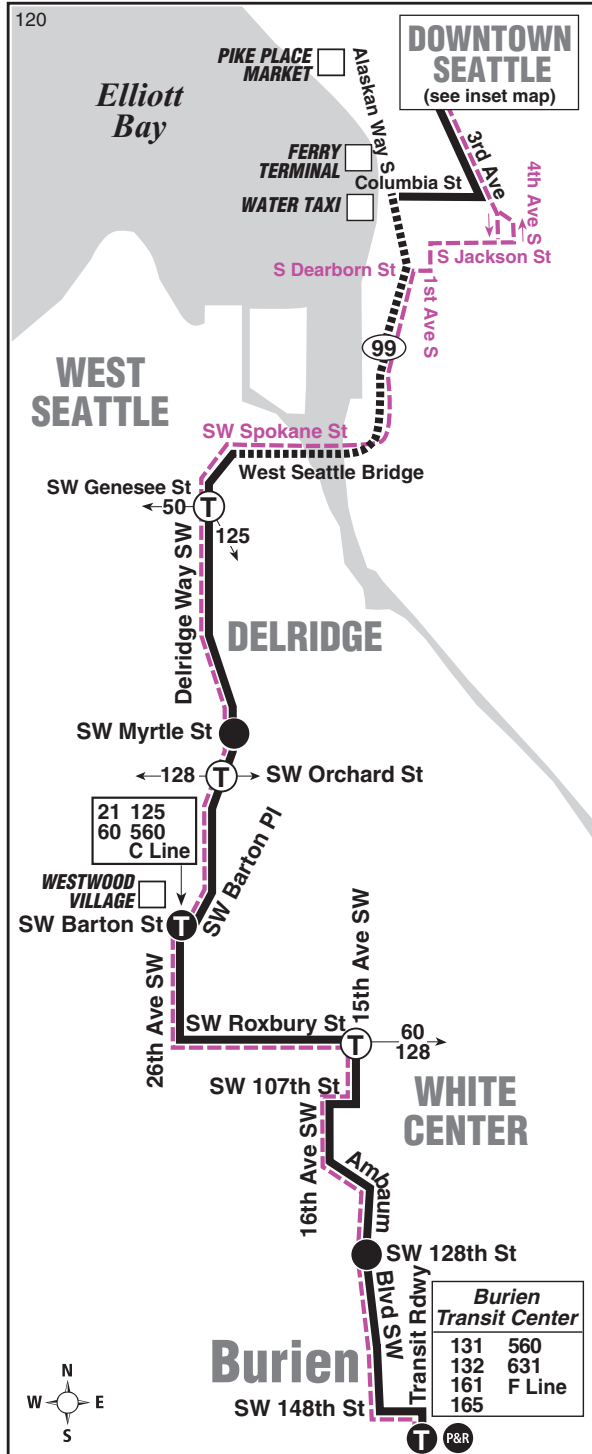 120
PIKE PLACE
MARKET
Elliott
Bay
Alaskan Way S
DOWNTOWN
SEATTLE
(see inset map)
FERRY
TERMINAL
3rd Ave
Columbia St
WATER TAXI
4th Ave S
S Jackson St
S Dearborn St
1st Ave S
99
WEST
SEATTLE
SW Spokane St
West Seattle Bridge
SW Genesee St
50
T
125
Delridge Way SW
DELRIDGE
SW Myrtle St
128
T
SW Orchard St
21 125
60 560
C Line
SW Barton Pl
WESTWOOD
VILLAGE
SW Barton St
T
15th Ave SW
26th Ave SW
SW Roxbury St
T
60
128
SW 107th St
WHITE
CENTER
16th Ave SW
Ambaum
SW 128th St
Blvd SW
Transit Rdwy
Burien
Transit Center
131 560
132 631
161 F Line
165
Burien
SW 148th St
T
P&R
N
W E
S